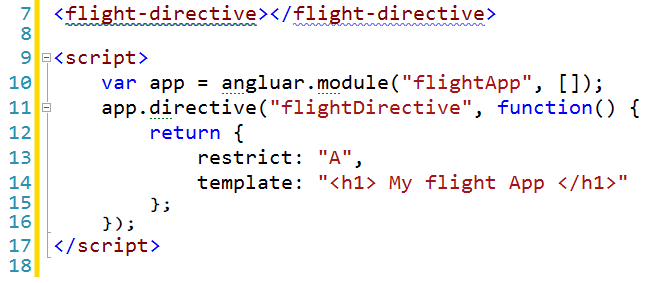 7 <flight-directive></flight-directive>
8
9 <script>
10     var app = angluar.module("flightApp", []);
11     app.directive("flightDirective", function() {
12         return {
13             restrict: "A",
14             template: "<h1> My flight App </h1>"
15         };
16     });
17 </script>
18